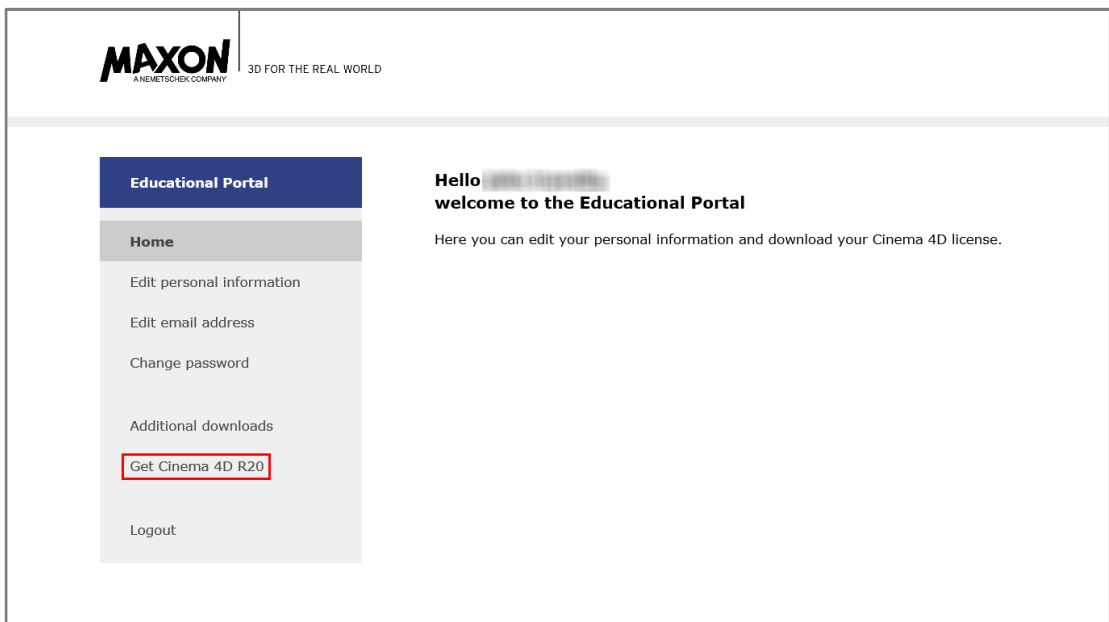 MAXON
A NEMETSCHEK COMPANY
3D FOR THE REAL WORLD
Educational Portal
Home
Edit personal information
Edit email address
Change password
Additional downloads
Get Cinema 4D R20
Logout
Hello
welcome to the Educational Portal
Here you can edit your personal information and download your Cinema 4D license.